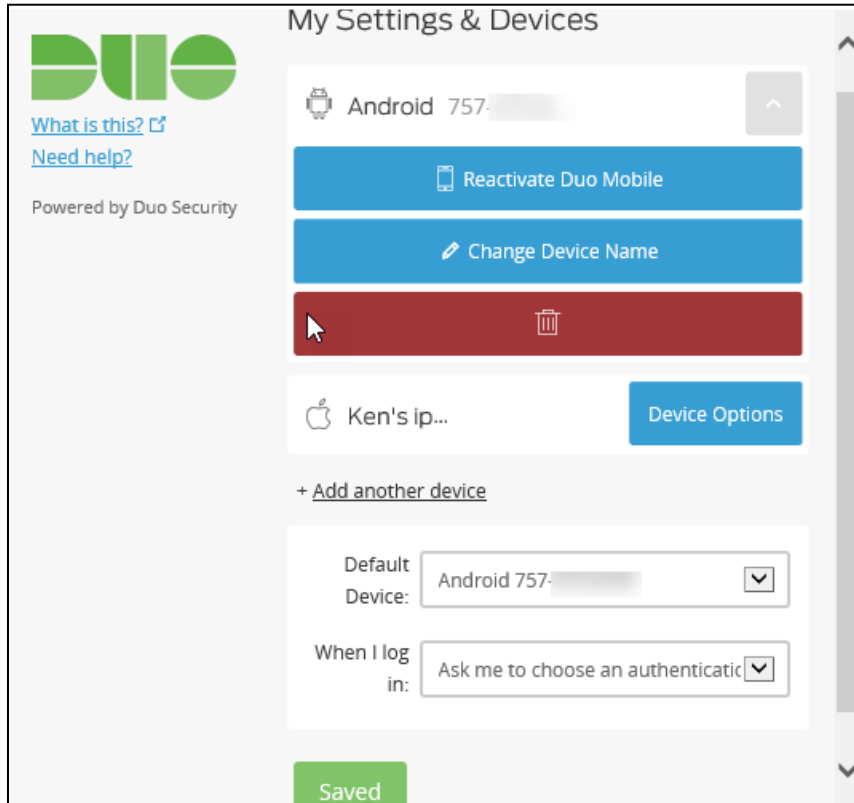 My Settings & Devices
DUO
What is this?
Need help?
Powered by Duo Security
Android 757-
Reactivate Duo Mobile
Change Device Name
Ken's ip...
Device Options
+ Add another device
Default
Device:
Android 757-
When I log
in:
Ask me to choose an authenticatic
Saved